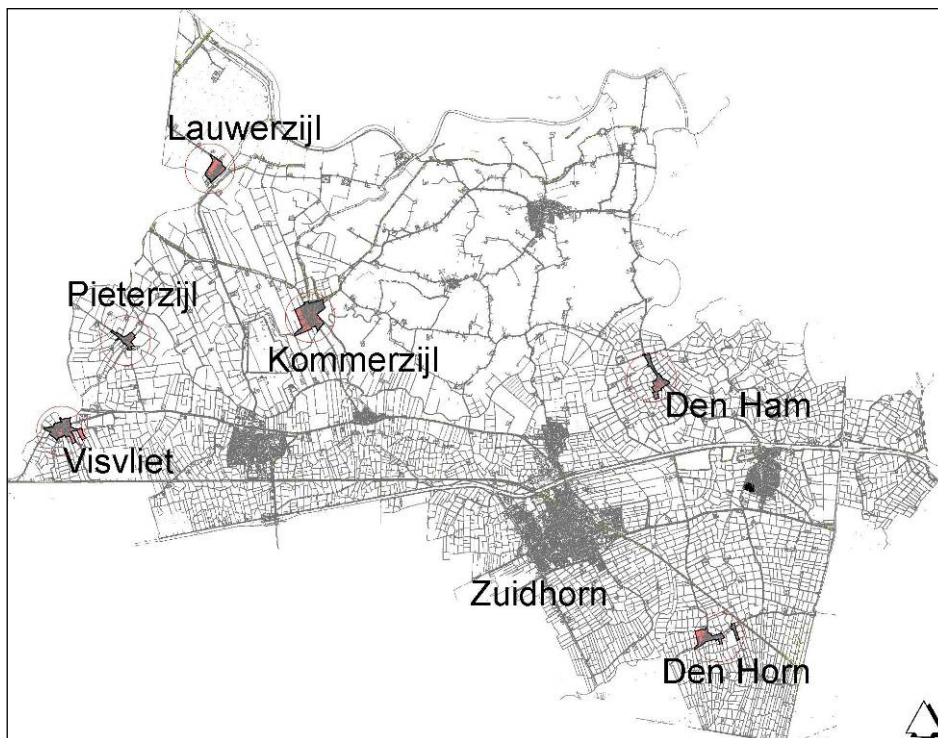 Lauwerzijl
Pieterzijl
Kommerzijl
Den Ham
Visvliet
Zuidhorn
Den Horn